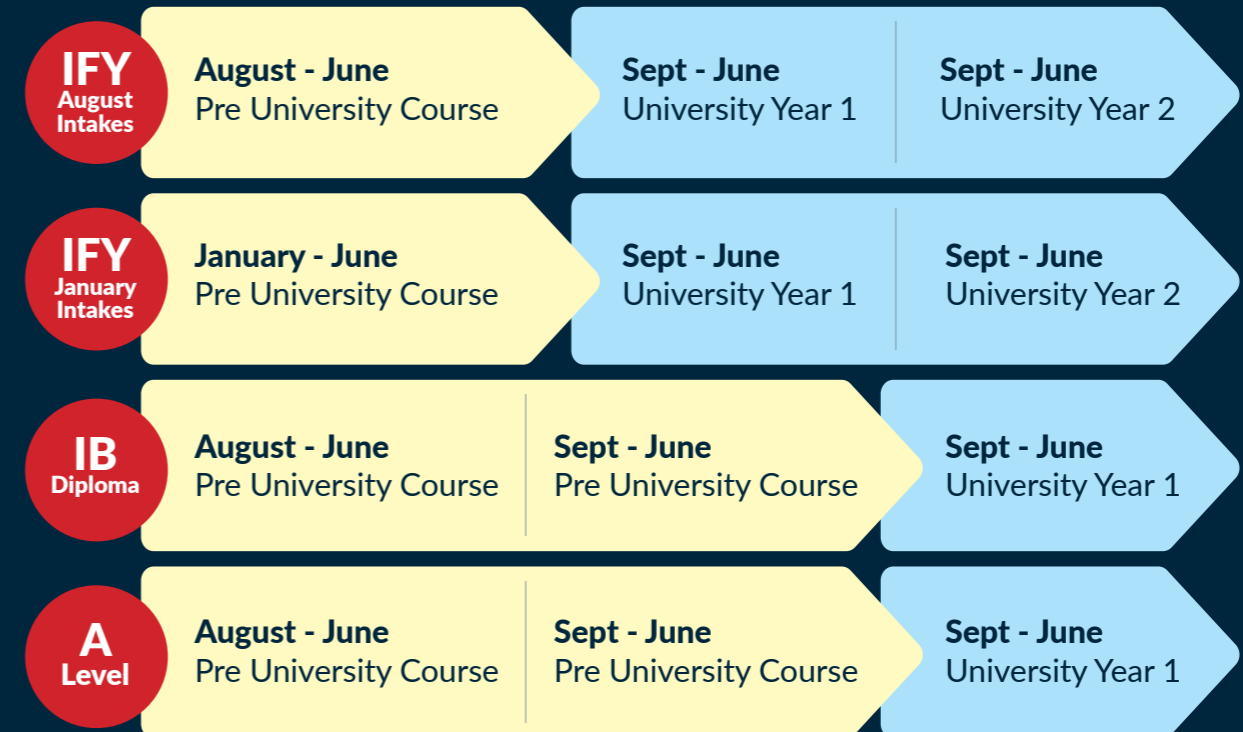 IFY
August
Intakes
August - June
Pre University Course
Sept - June
University Year 1
Sept - June
University Year 2
IFY
January
Intakes
January - June
Pre University Course
Sept - June
University Year 1
Sept - June
University Year 2
IB
Diploma
August - June
Pre University Course
Sept - June
Pre University Course
Sept - June
University Year 1
A
Level
August - June
Pre University Course
Sept - June
Pre University Course
Sept - June
University Year 1